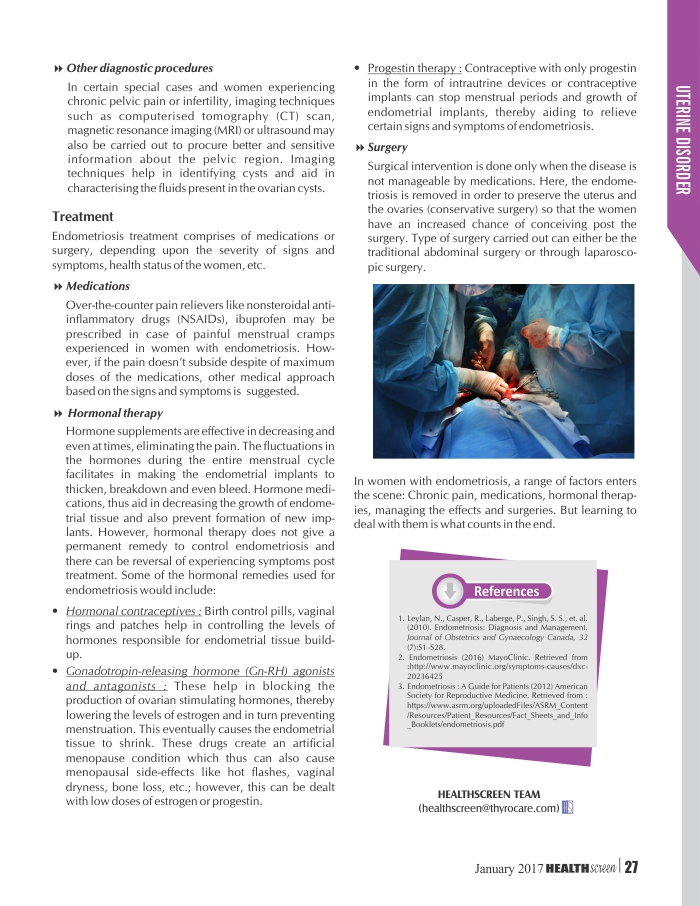 Other diagnostic procedures
In certain special cases and women experiencing
chronic pelvic pain or infertility, imaging techniques
such as computerised tomography (CT) scan,
magnetic resonance imaging (MRI) or ultrasound may
also be carried out to procure better and sensitive
information about the pelvic region. Imaging
techniques help in identifying cysts and aid in
characterising the fluids present in the ovarian cysts.
Treatment
Endometriosis treatment comprises of medications or
surgery, depending upon the severity of signs and
symptoms, health status of the women, etc.
Medications
Over-the-counter pain relievers like nonsteroidal anti-
inflammatory drugs (NSAIDs), ibuprofen may be
prescribed in case of painful menstrual cramps
experienced in women with endometriosis. How-
ever, if the pain doesn't subside despite of maximum
doses of the medications, other medical approach
based on the signs and symptoms is suggested.
Hormonal therapy
Hormone supplements are effective in decreasing and
even at times, eliminating the pain. The fluctuations in
the hormones during the entire menstrual cycle
facilitates in making the endometrial implants to
thicken, breakdown and even bleed. Hormone medi-
cations, thus aid in decreasing the growth of endome-
trial tissue and also prevent formation of new imp-
lants. However, hormonal therapy does not give a
permanent remedy to control endometriosis and
there can be reversal of experiencing symptoms post
treatment. Some of the hormonal remedies used for
endometriosis would include:
• Hormonal contraceptives : Birth control pills, vaginal
rings and patches help in controlling the levels of
hormones responsible for endometrial tissue build-
up.
• Gonadotropin-releasing hormone (Gn-RH) agonists
and antagonists : These help in blocking the
production of ovarian stimulating hormones, thereby
lowering the levels of estrogen and in turn preventing
menstruation. This eventually causes the endometrial
tissue to shrink. These drugs create an artificial
menopause condition which thus can also cause
menopausal side-effects like hot flashes, vaginal
dryness, bone loss, etc.; however, this can be dealt
with low doses of estrogen or progestin.
• Progestin therapy : Contraceptive with only progestin
in the form of intrautrine devices or contraceptive
implants can stop menstrual periods and growth of
endometrial implants, thereby aiding to relieve
certain signs and symptoms of endometriosis.
Surgery
Surgical intervention is done only when the disease is
not manageable by medications. Here, the endome-
triosis is removed in order to preserve the uterus and
the ovaries (conservative surgery) so that the women
have an increased chance of conceiving post the
surgery. Type of surgery carried out can either be the
traditional abdominal surgery or through laparosco-
pic surgery.
In women with endometriosis, a range of factors enters
the scene: Chronic pain, medications, hormonal therap-
ies, managing the effects and surgeries. But learning to
deal with them is what counts in the end.
References
1. Leylan, N., Casper, R., Laberge, P., Singh, S. S., et. al.
(2010). Endometriosis: Diagnosis and Management.
Journal of Obstetrics and Gynaecology Canada, 32
(7):S1 -S28.
2. Endometriosis (2016) MayoClinic. Retrieved from
:http://www.mayoclinic.org/symptoms-causes/dxc-
20236425
3. Endometriosis : A Guide for Patients (2012) American
Society for Reproductive Medicine. Retrieved from :
https://www.asrm.org/uploadedFiles/ASRM_Content
/Resources/Patient_Resources/Fact_Sheets_and_Info
_Booklets/endometriosis.pdf
HEALTHSCREEN TEAM
(healthscreen@thyrocare.com)
UTERINE DISORDER
January 2017 HEALTHscreen | 27